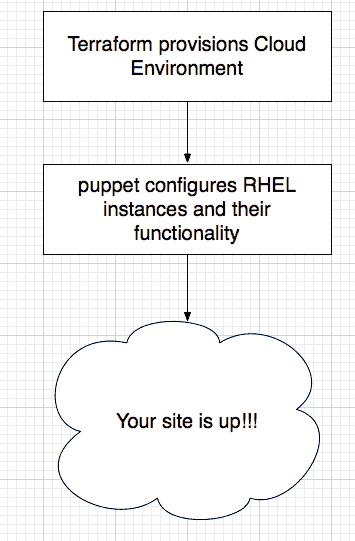 Terraform provisions Cloud
Environment
puppet configures RHEL
instances and their
functionality
Your site is up!!!